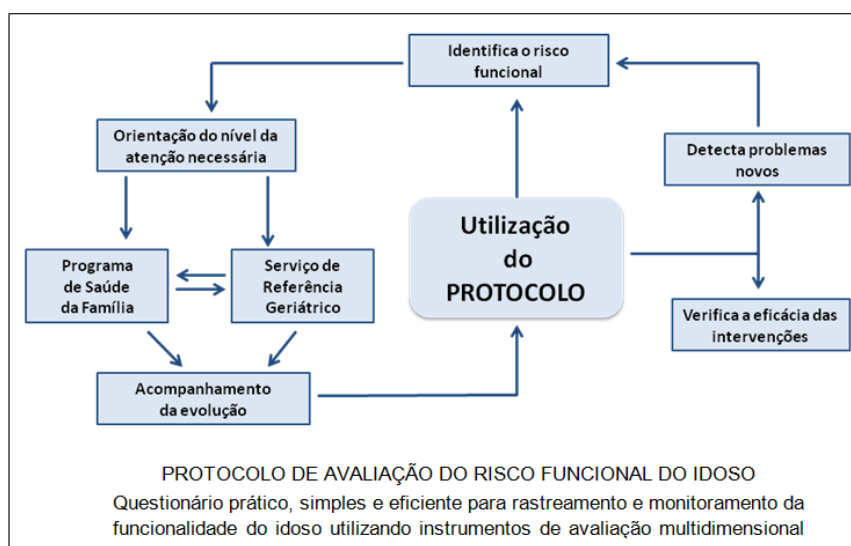 Identifica o risco
funcional
Orientação do nível da
atenção necessária
Detecta problemas
novos
Utilização
do
PROTOCOLO
Programa
de Saúde
da Família
Serviço de
Referência
Geriátrico
Verifica a eficácia das
intervenções
Acompanhamento
da evolução
PROTOCOLO DE AVALIAÇÃO DO RISCO FUNCIONAL DO IDOSO
Questionário prático, simples e eficiente para rastreamento e monitoramento da
funcionalidade do idoso utilizando instrumentos de avaliação multidimensional